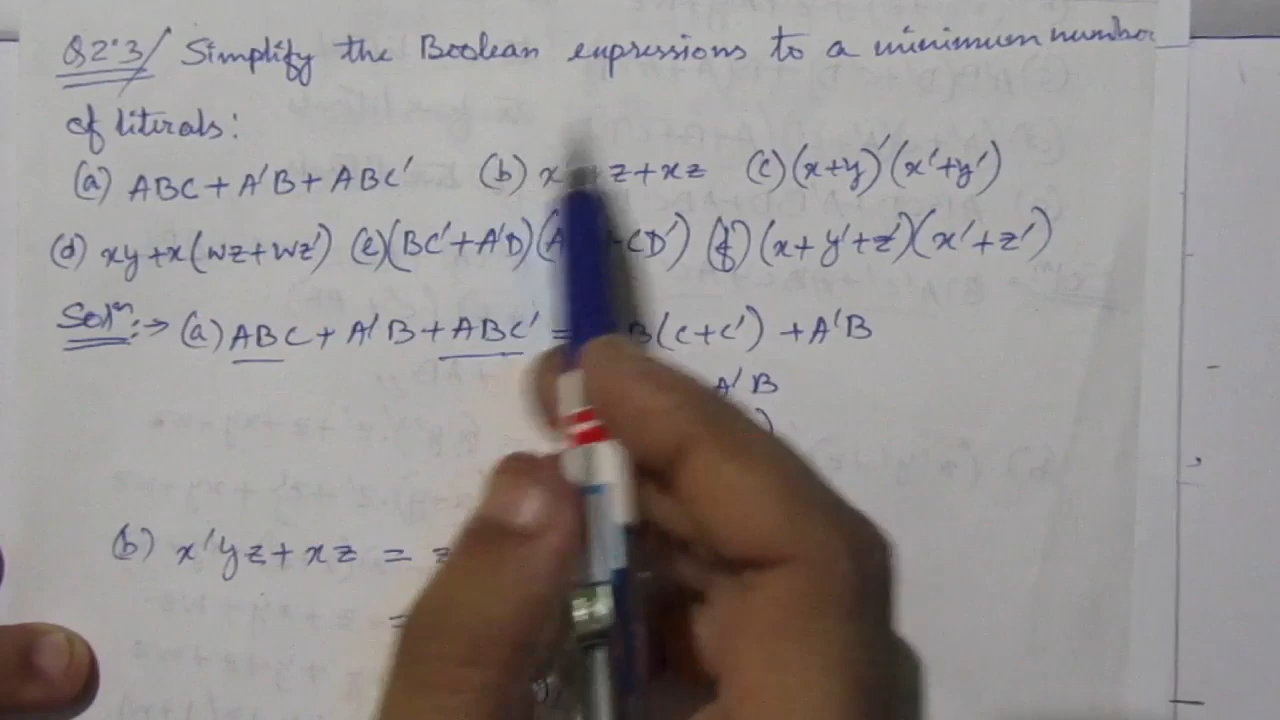 Q2.3/ Simplify the Boolean expressions to a minimum number
of literals:
(a) ABC + A'B + ABC' (b) x z + xz (c) (x+y)'(x'+y')
(d) xy + x(wz + wz') (e) (BC' + A'D)(A CD') (f) (x + y' + z')(x' + z')
Solⁿ:→ (a) ABC + A'B + ABC' = B(C+C') + A'B
A'B
)
(b) x'yz + xz = z
=